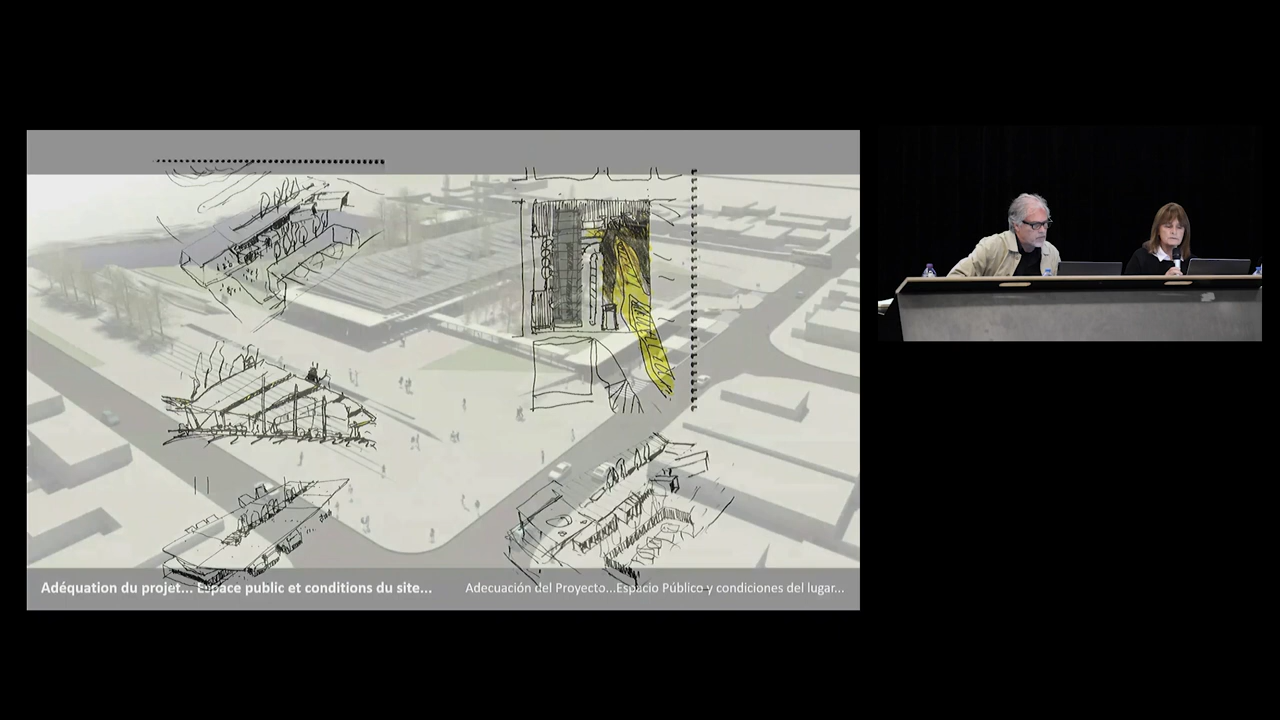 Adéquation du projet... Espace public et conditions du site...
Adecuación del Proyecto...Espacio Público y condiciones del lugar...